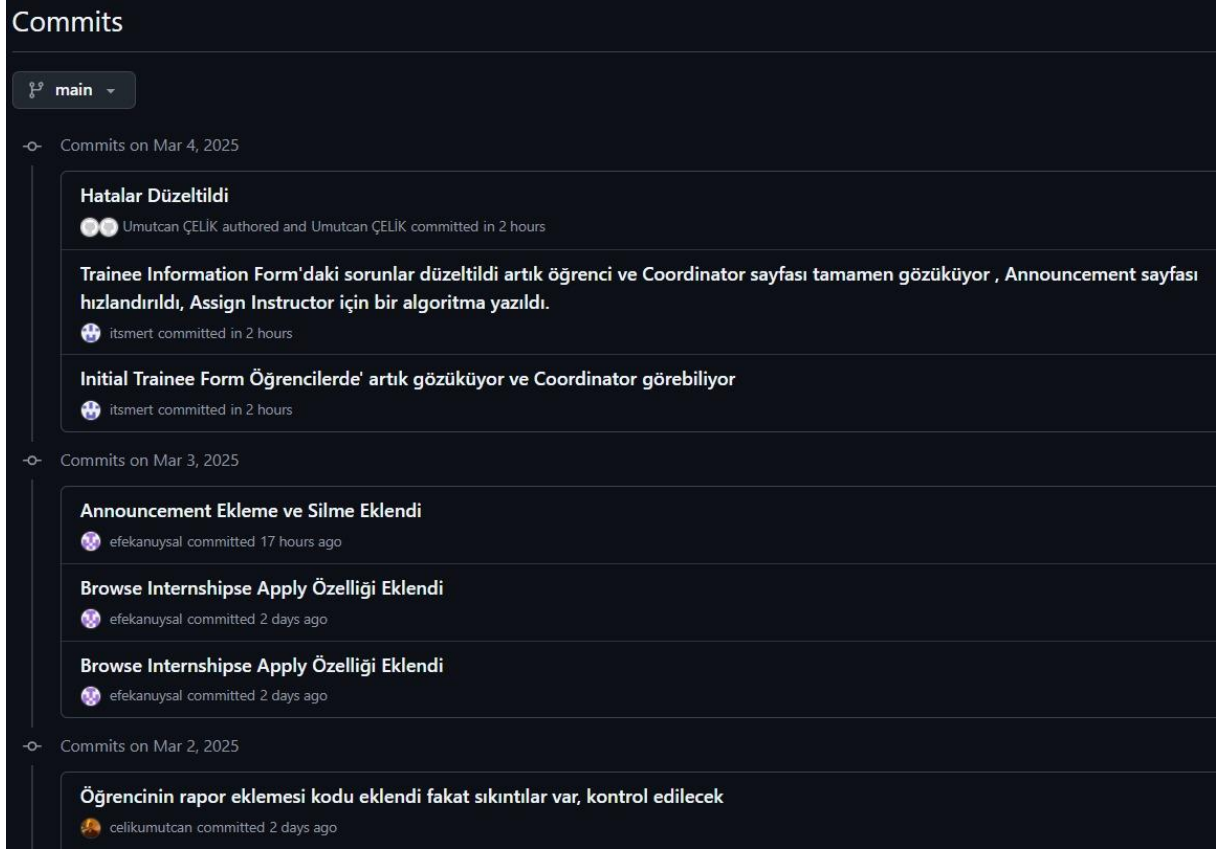 Commits
main
Commits on Mar 4, 2025
Hatalar Düzeltildi
Umutcan ÇELİK authored and Umutcan ÇELİK committed in 2 hours
Trainee Information Form'daki sorunlar düzeltildi artık öğrenci ve Coordinator sayfası tamamen gözüküyor , Announcement sayfası
hızlandırıldı, Assign Instructor için bir algoritma yazıldı.
itsmert committed in 2 hours
Initial Trainee Form Öğrencilerde' artık gözüküyor ve Coordinator görebiliyor
itsmert committed in 2 hours
Commits on Mar 3, 2025
Announcement Ekleme ve Silme Eklendi
efekanuysal committed 17 hours ago
Browse Internshipse Apply Özelliği Eklendi
efekanuysal committed 2 days ago
Browse Internshipse Apply Özelliği Eklendi
efekanuysal committed 2 days ago
Commits on Mar 2, 2025
Öğrencinin rapor eklemesi kodu eklendi fakat sıkıntılar var, kontrol edilecek
celikumutcan committed 2 days ago